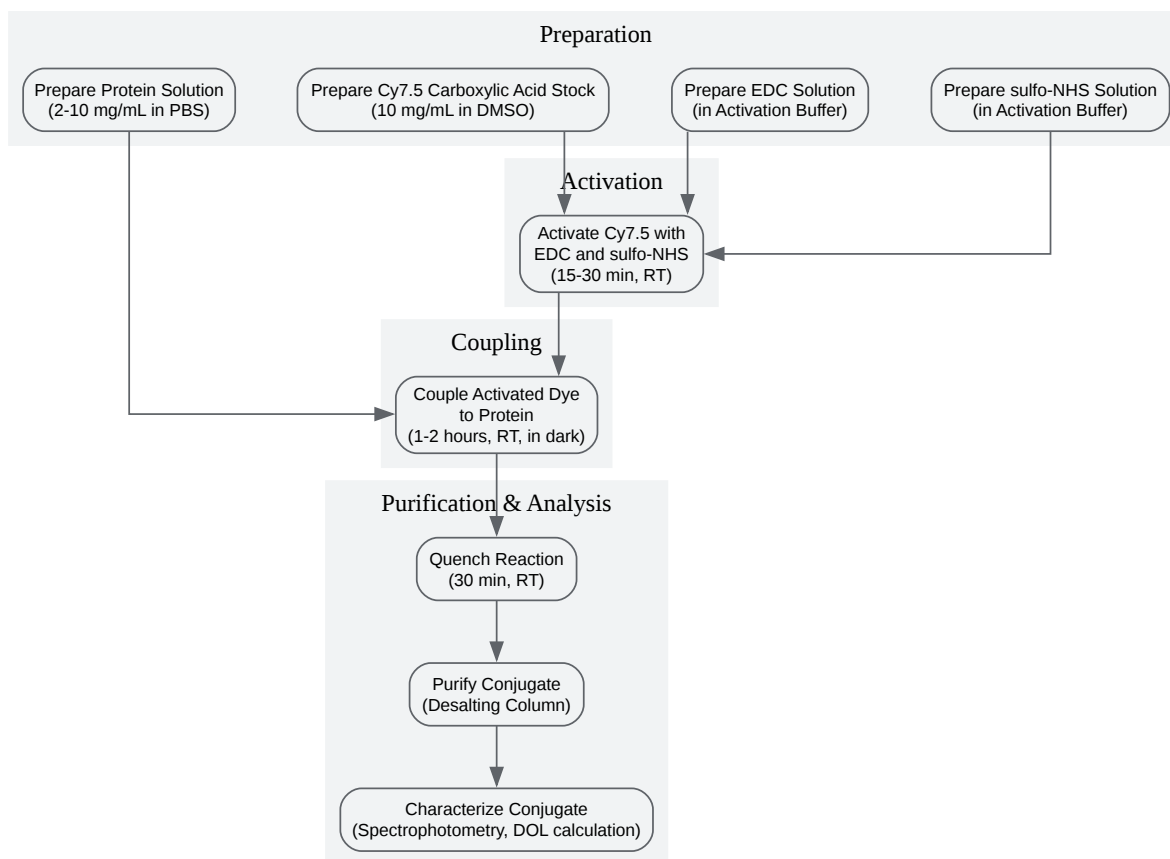 Preparation
Prepare Protein Solution
(2-10 mg/mL in PBS)
Prepare Cy7.5 Carboxylic Acid Stock
(10 mg/mL in DMSO)
Prepare EDC Solution
(in Activation Buffer)
Prepare sulfo-NHS Solution
(in Activation Buffer)
Activation
Activate Cy7.5 with
EDC and sulfo-NHS
(15-30 min, RT)
Coupling
Couple Activated Dye
to Protein
(1-2 hours, RT, in dark)
Purification & Analysis
Quench Reaction
(30 min, RT)
Purify Conjugate
(Desalting Column)
Characterize Conjugate
(Spectrophotometry, DOL calculation)